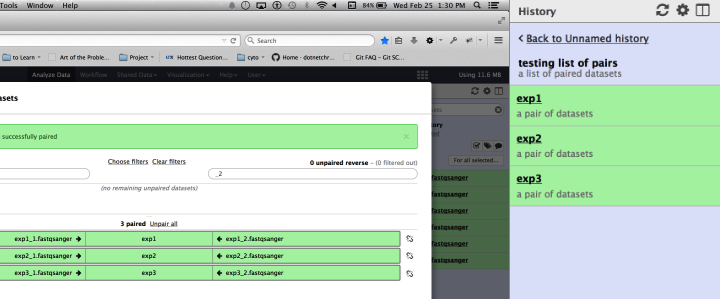 Tools Window Help 84% Wed Feb 25 1:30 PM
Search
to Learn Art of the Proble... Project Hottest Question... cyto Home · dotnetchr... Git FAQ – Git SC...
Analyze Data Workflow Shared Data Visualization Help User Using 11.6 MB
asets
successfully paired ×
Choose filters Clear filters 0 unpaired reverse – (0 filtered out)
_2
(no remaining unpaired datasets)
3 paired Unpair all
exp1_1.fastqsanger → exp1 ← exp1_2.fastqsanger
exp2_1.fastqsanger → exp2 ← exp2_2.fastqsanger
exp3_1.fastqsanger → exp3 ← exp3_2.fastqsanger
datasets
ory
For all selected...
fastqsanger
fastqsanger
fastqsanger
fastqsanger
fastqsanger
fastqsanger
History
< Back to Unnamed history
testing list of pairs
a list of paired datasets
exp1
a pair of datasets
exp2
a pair of datasets
exp3
a pair of datasets